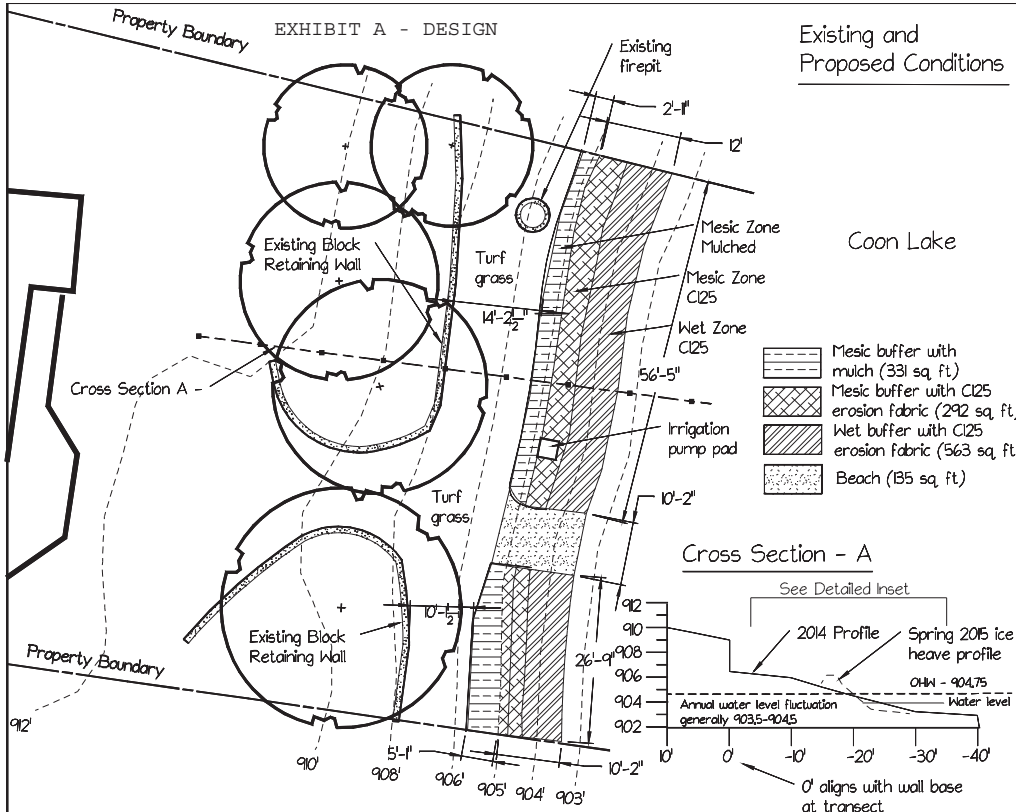 EXHIBIT A - DESIGN
Property Boundary
Existing
firepit
Existing and
Proposed Conditions
2'-1"
12'
Coon Lake
Mesic Zone
Mulched
Mesic Zone
C125
Wet Zone
C125
Existing Block
Retaining Wall
Turf
grass
14'-2 1/2"
56'-5"
Cross Section A
Irrigation
pump pad
Mesic buffer with
mulch (331 sq ft)
Mesic buffer with C125
erosion fabric (292 sq ft
Wet buffer with C125
erosion fabric (563 sq ft
Beach (135 sq ft)
Turf
grass
10'-2"
10'-1/2"
Existing Block
Retaining Wall
26'-9"
Property Boundary
5'-1"
10'-2"
912'
910'
908'
906'
905'
904'
903'
Cross Section - A
See Detailed Inset
2014 Profile
Spring 2015 ice
heave profile
OHW - 904.75
Water level
Annual water level fluctuation
generally 903.5-904.5
912
910
908
906
904
902
10'
0'
-10'
-20'
-30'
-40'
0' aligns with wall base
at transect